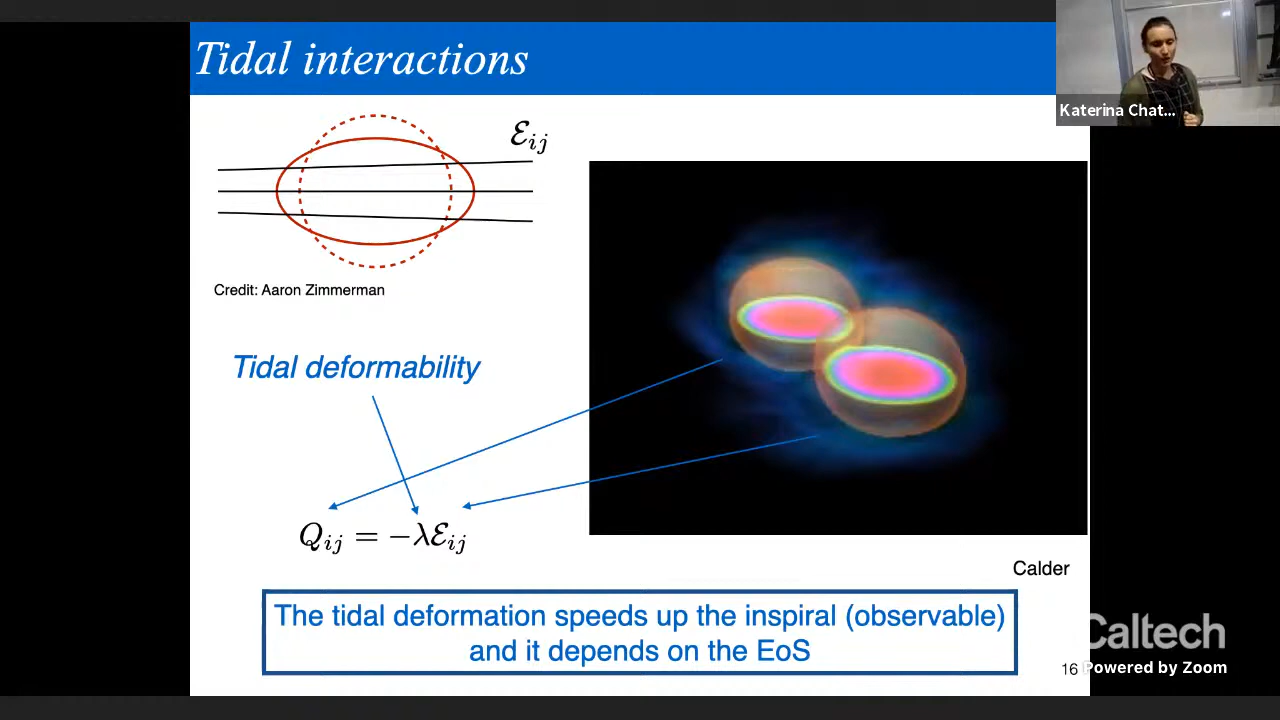 Tidal interactions
Katerina Chat...
ℰij
Credit: Aaron Zimmerman
Tidal deformability
Qij = −λℰij
Calder
The tidal deformation speeds up the inspiral (observable)
and it depends on the EoS
16
Caltech
Powered by Zoom